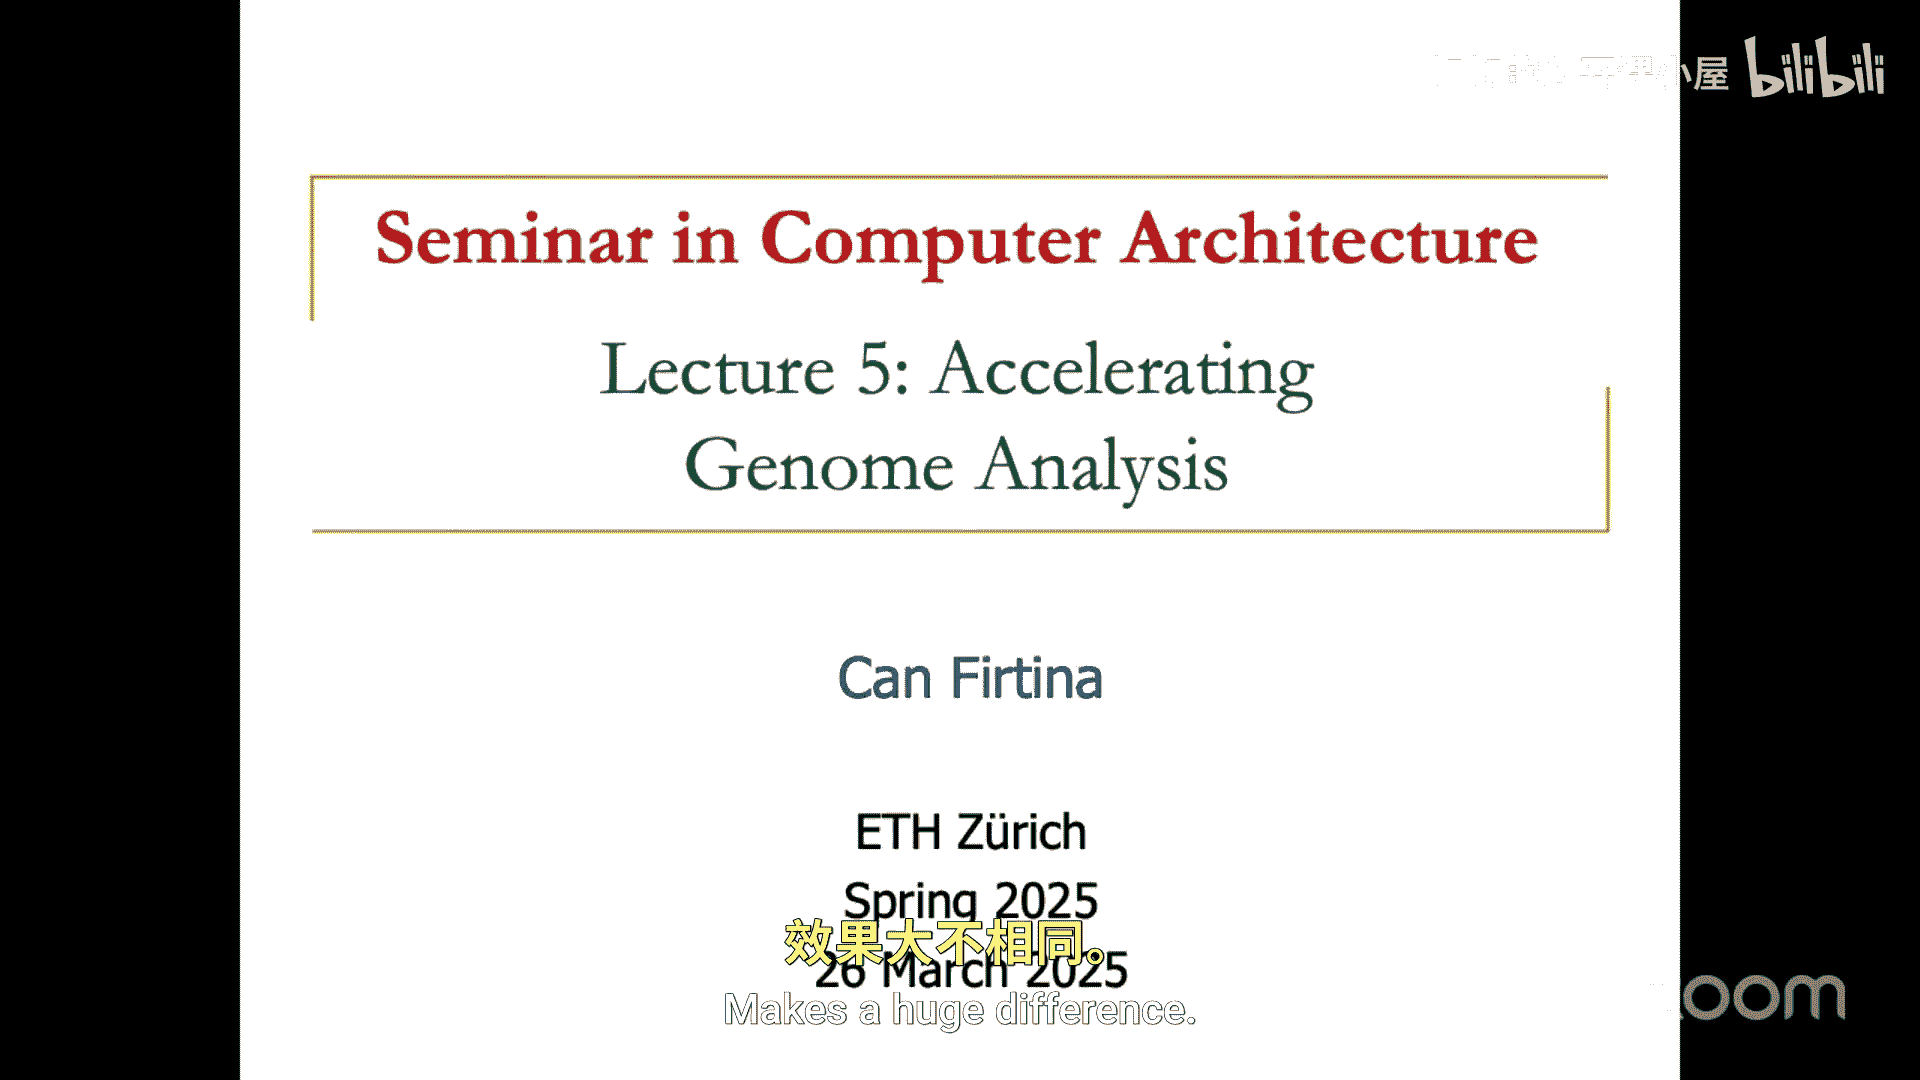 小屋 bilibili
Seminar in Computer Architecture
Lecture 5: Accelerating
Genome Analysis
Can Firtina
ETH Zürich
Spring 2025
效果大不相同。
26 March 2025
Makes a huge difference.
zoom